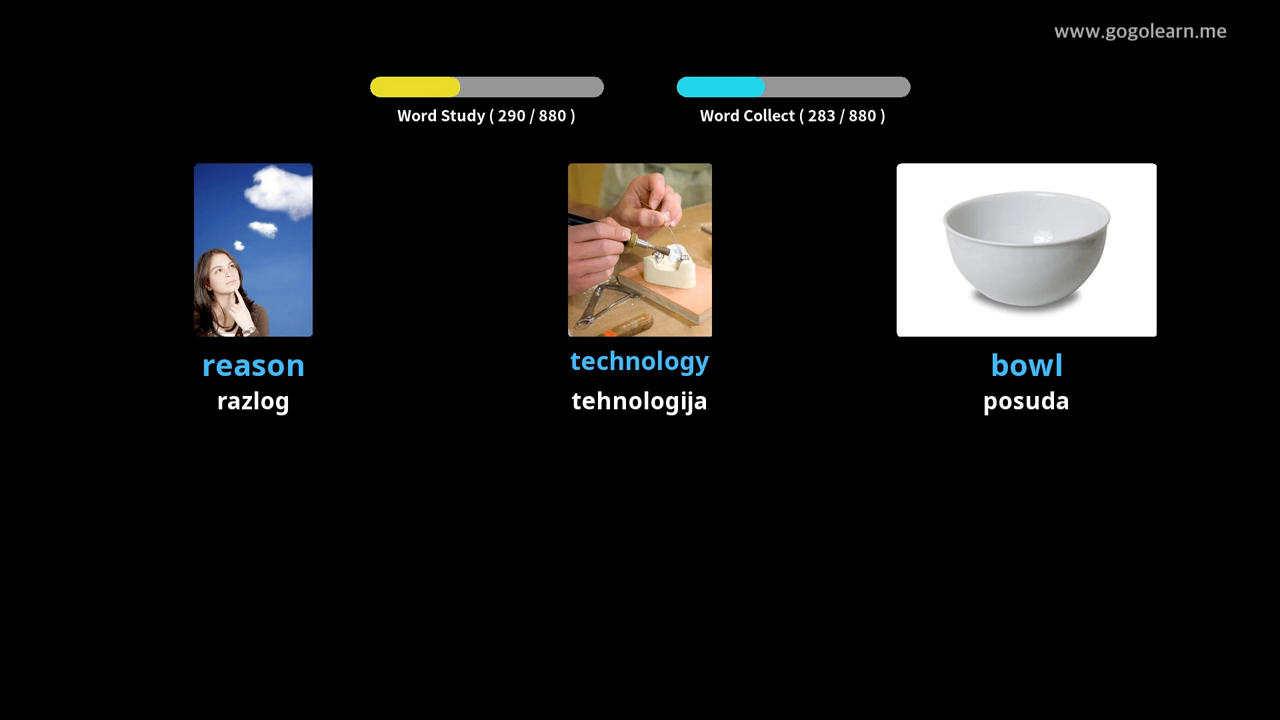 www.gogolearn.me
Word Study ( 290 / 880 )
Word Collect ( 283 / 880 )
reason
razlog
technology
tehnologija
bowl
posuda